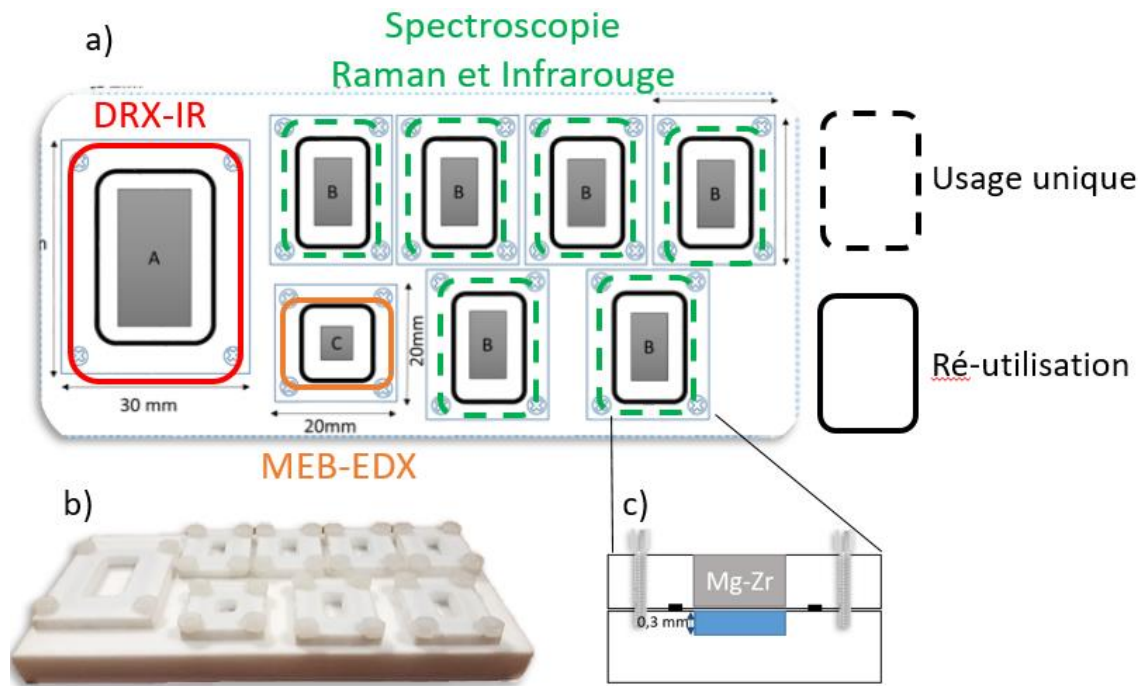 a)
Spectroscopie
Raman et Infrarouge
DRX-IR
B B B B
Usage unique
A
C
B
B
20mm
30 mm
20mm
Ré-utilisation
MEB-EDX
b)
c)
Mg-Zr
0,3 mm